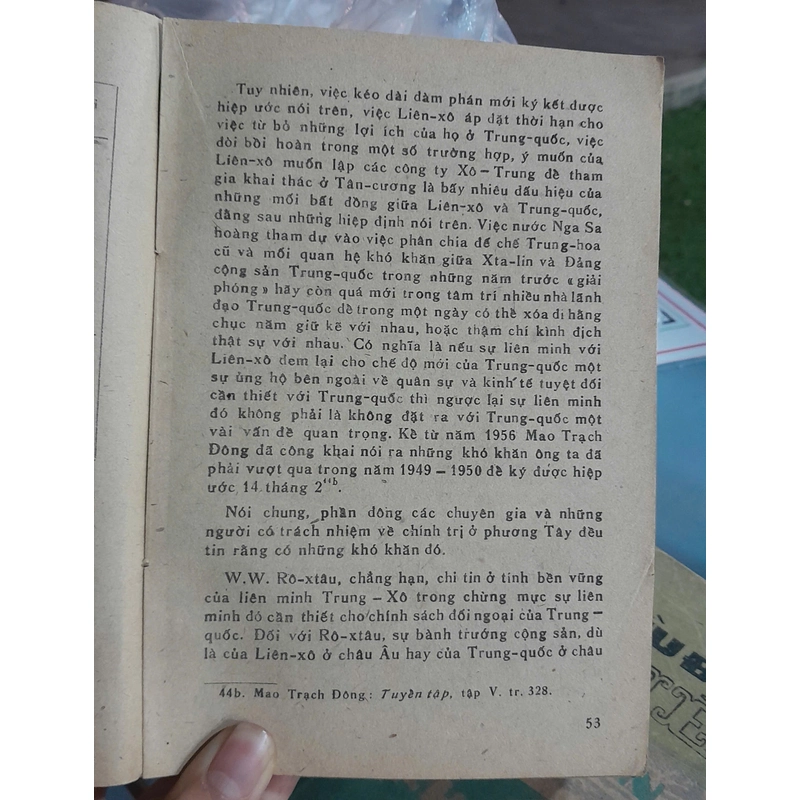 Tuy nhiên, việc kéo dài đàm phán mới ký kết được
hiệp ước nói trên, việc Liên-xô áp đặt thời hạn cho
việc từ bỏ những lợi ích của họ ở Trung-quốc, việc
đòi bồi hoàn trong một số trường hợp, ý muốn của
Liên-xô muốn lập các công ty Xô – Trung để tham
gia khai thác ở Tân-cương là bấy nhiêu dấu hiệu của
những mối bất đồng giữa Liên-xô và Trung-quốc,
đằng sau những hiệp định nói trên. Việc nước Nga Sa
hoàng tham dự vào việc phân chia đế chế Trung-hoa
cũ và mối quan hệ khó khăn giữa Xta-lin và Đảng
cộng sản Trung-quốc trong những năm trước « giải
phóng » hãy còn quá mới trong tâm trí nhiều nhà lãnh
đạo Trung-quốc để trong một ngày có thể xóa đi hằng
chục năm giữ kẽ với nhau, hoặc thậm chí kình địch
thật sự với nhau. Có nghĩa là nếu sự liên minh với
Liên-xô đem lại cho chế độ mới của Trung-quốc một
sự ủng hộ bên ngoài về quân sự và kinh tế tuyệt đối
cần thiết với Trung-quốc thì ngược lại sự liên minh
đó không phải là không đặt ra với Trung-quốc một
vài vấn đề quan trọng. Kể từ năm 1956 Mao Trạch
Đông đã công khai nói ra những khó khăn ông ta đã
phải vượt qua trong năm 1949 – 1950 để ký được hiệp
ước 14 tháng 2⁴⁴ᵇ.
Nói chung, phần đông các chuyên gia và những
người có trách nhiệm về chính trị ở phương Tây đều
tin rằng có những khó khăn đó.
W.W. Rô-xtâu, chẳng hạn, chỉ tin ở tính bền vững
của liên minh Trung – Xô trong chừng mực sự liên
minh đó cần thiết cho chính sách đối ngoại của Trung –
quốc. Đối với Rô-xtâu, sự bành trướng cộng sản, dù
là của Liên-xô ở châu Âu hay của Trung-quốc ở châu
44b. Mao Trạch Đông : Tuyển tập, tập V. tr. 328.
53